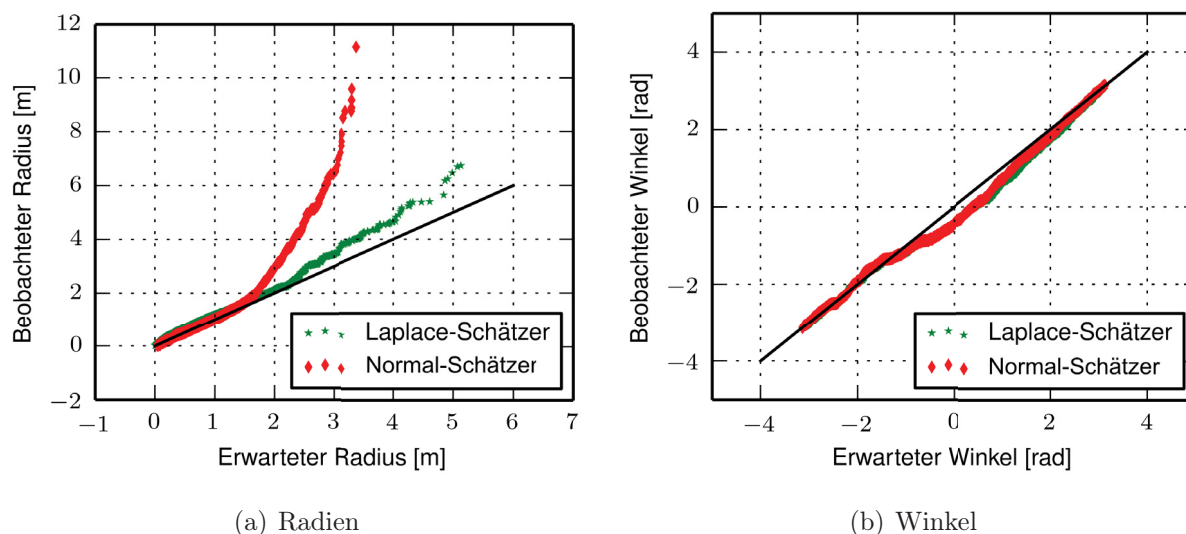 12
10
8
6
4
2
0
−2
−1 0 1 2 3 4 5 6 7
Beobachteter Radius [m]
Erwarteter Radius [m]
Laplace-Schätzer
Normal-Schätzer
(a) Radien
4
2
0
−2
−4
−4 −2 0 2 4
Beobachteter Winkel [rad]
Erwarteter Winkel [rad]
Laplace-Schätzer
Normal-Schätzer
(b) Winkel